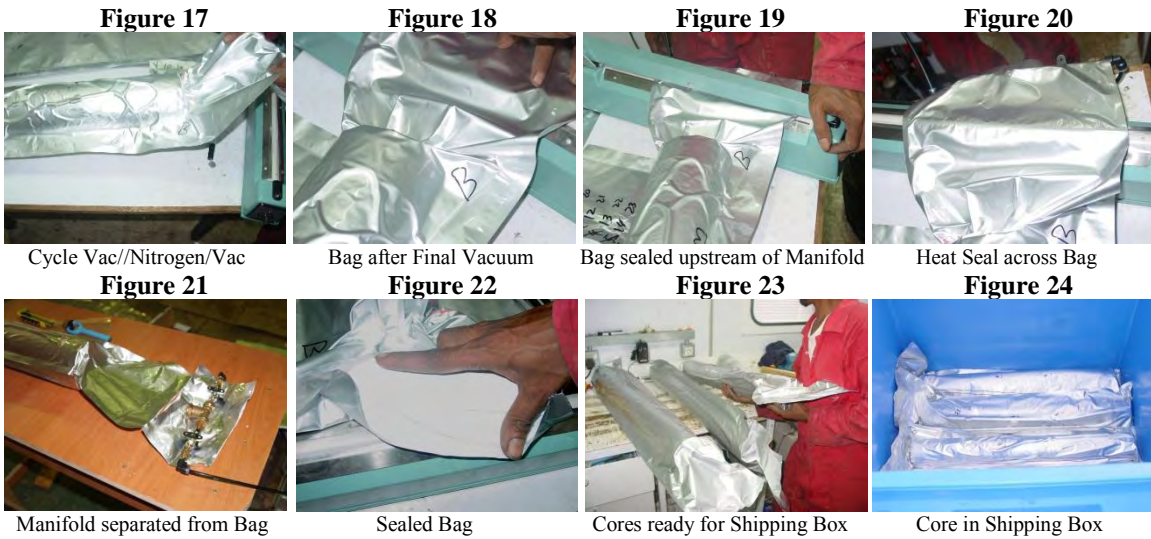 Figure 17 Figure 18 Figure 19 Figure 20
B
B
B
Cycle Vac//Nitrogen/Vac Bag after Final Vacuum Bag sealed upstream of Manifold Heat Seal across Bag
Figure 21 Figure 22 Figure 23 Figure 24
B
Manifold separated from Bag Sealed Bag Cores ready for Shipping Box Core in Shipping Box